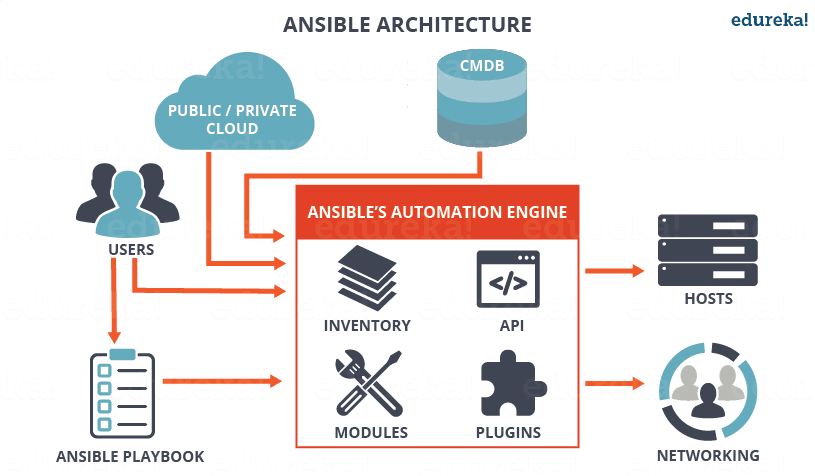 ANSIBLE ARCHITECTURE
edureka!
PUBLIC / PRIVATE
CLOUD
CMDB
USERS
ANSIBLE'S AUTOMATION ENGINE
INVENTORY
API
HOSTS
MODULES
PLUGINS
ANSIBLE PLAYBOOK
NETWORKING